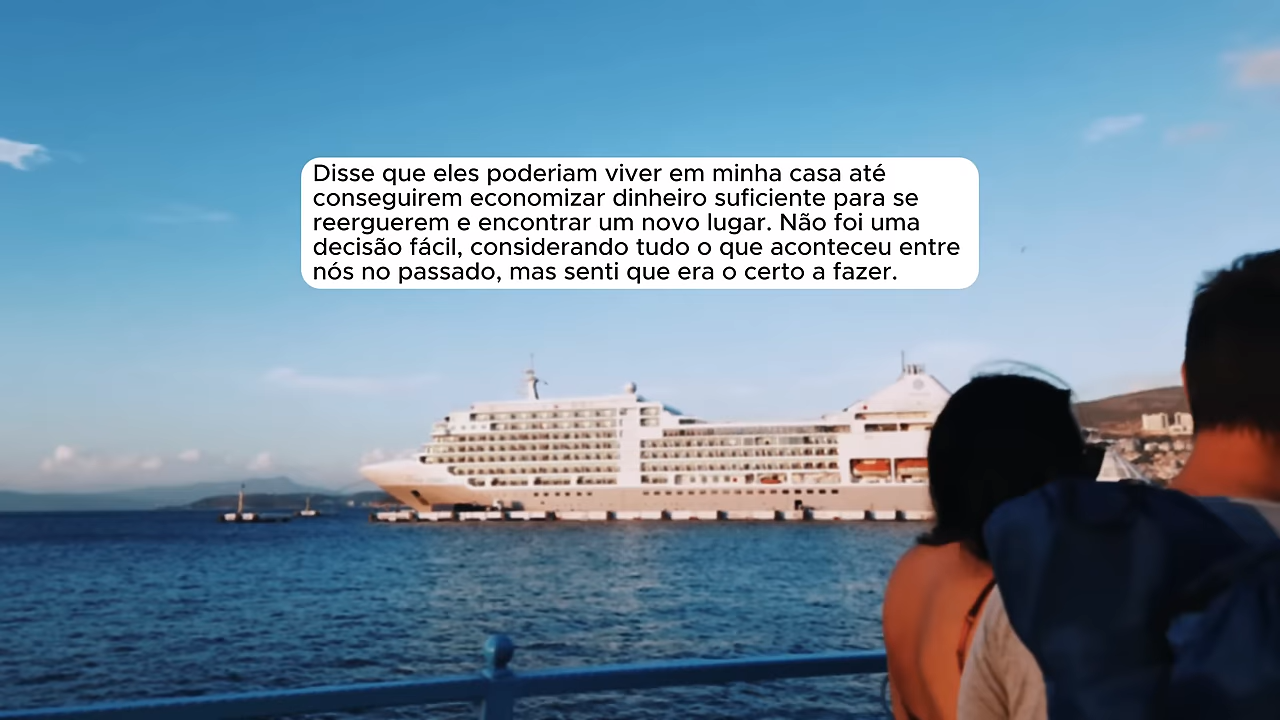 Disse que eles poderiam viver em minha casa até
conseguirem economizar dinheiro suficiente para se
reerguerem e encontrar um novo lugar. Não foi uma
decisão fácil, considerando tudo o que aconteceu entre
nós no passado, mas senti que era o certo a fazer.